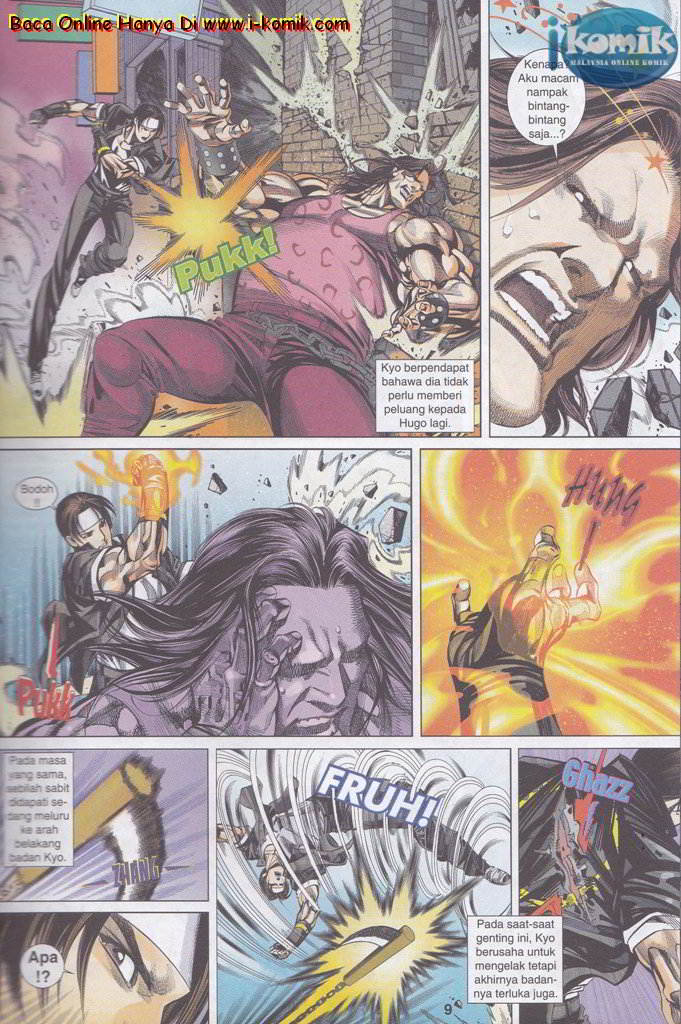 Baca Online Hanya Di www.i-komik.com
ikomik
MALAYSIA ONLINE KOMIK
Pukk!
Kyo berpendapat
bahawa dia tidak
perlu memberi
peluang kepada
Hugo lagi.
Kenapa
Aku macam
nampak
bintang-
bintang
saja...?
Bodoh
!!
Pukk
HUNG
!
Pada masa
yang sama,
sebilah sabit
didapati se-
dang meluru
ke arah
belakang
badan Kyo.
ZIANG
Apa
!?
FRUH!
Pada saat-saat
genting ini, Kyo
berusaha untuk
mengelak tetapi
akhirnya badan-
nya terluka juga.
9
Ghazz